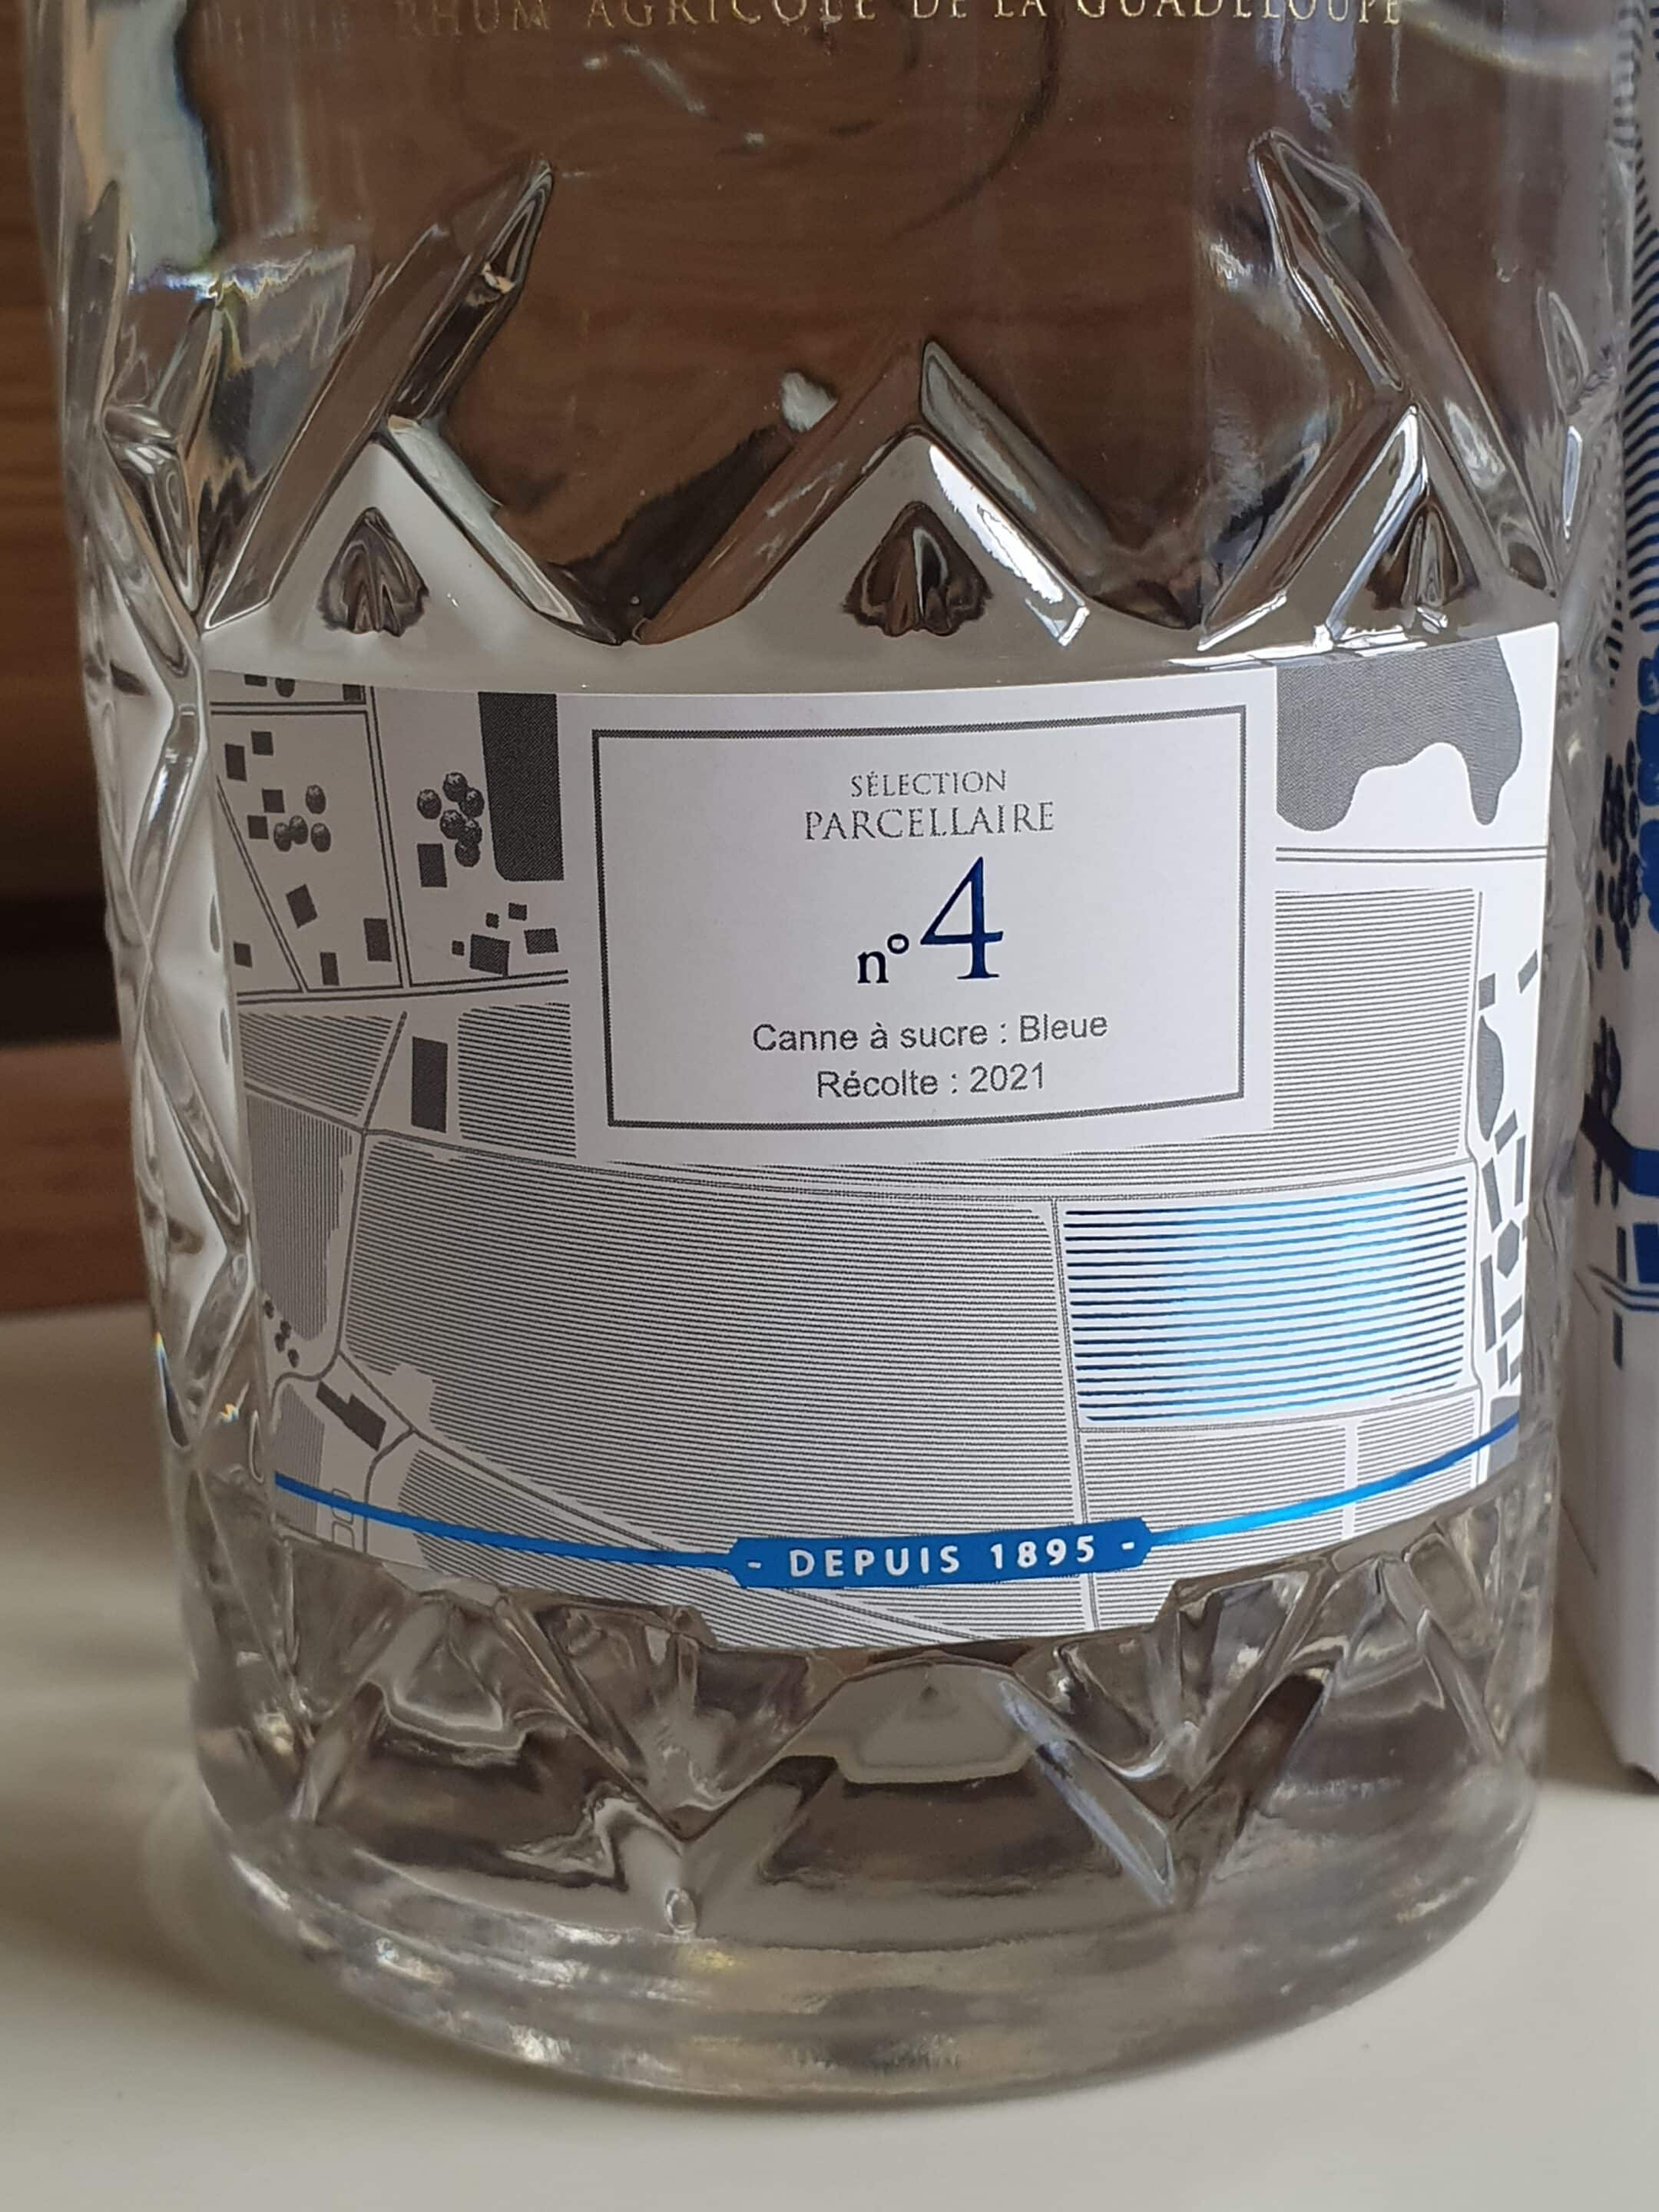 RHUM AGRICOLE DE LA GUADELOUPE
SÉLECTION
PARCELLAIRE
n° 4
Canne à sucre : Bleue
Récolte : 2021
- DEPUIS 1895 -